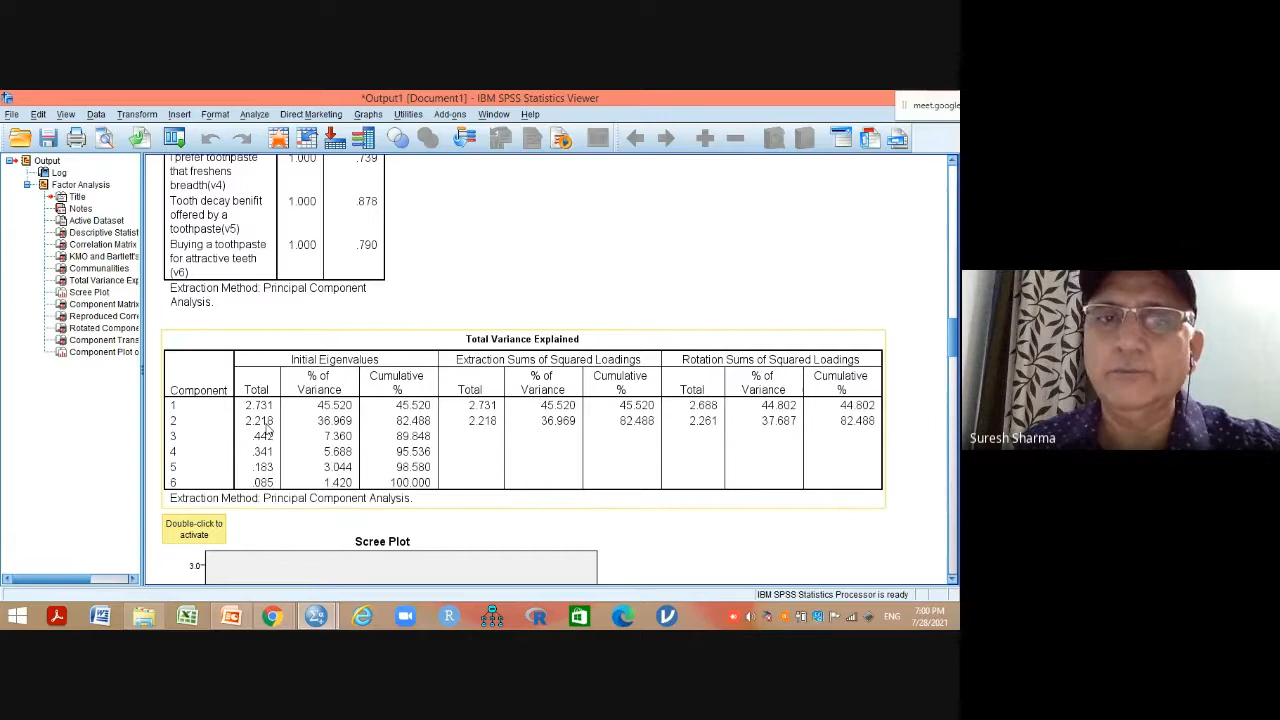 *Output1 [Document1] - IBM SPSS Statistics Viewer
meet.google
File Edit View Data Transform Insert Format Analyze Direct Marketing Graphs Utilities Add-ons Window Help
Output
Log
Factor Analysis
Title
Notes
Active Dataset
Descriptive Statist
Correlation Matrix
KMO and Bartlett's
Communalities
Total Variance Exp
Scree Plot
Component Matrix
Reproduced Corre
Rotated Compone
Component Trans
Component Plot o
I prefer toothpaste 1.000 .739
that freshens
breadth(v4)
Tooth decay benifit 1.000 .878
offered by a
toothpaste(v5)
Buying a toothpaste 1.000 .790
for attractive teeth
(v6)
Extraction Method: Principal Component
Analysis.
Total Variance Explained
Initial Eigenvalues Extraction Sums of Squared Loadings Rotation Sums of Squared Loadings
Component Total % of Variance Cumulative % Total % of Variance Cumulative % Total % of Variance Cumulative %
1 2.731 45.520 45.520 2.731 45.520 45.520 2.688 44.802 44.802
2 2.218 36.969 82.488 2.218 36.969 82.488 2.261 37.687 82.488
3 7.360 89.848
4 .341 5.688 95.536
5 .183 3.044 98.580
6 .085 1.420 100.000
Extraction Method: Principal Component Analysis.
Double-click to
activate
Scree Plot
3.0
IBM SPSS Statistics Processor is ready
ENG
7:00 PM
7/28/2021
Suresh Sharma